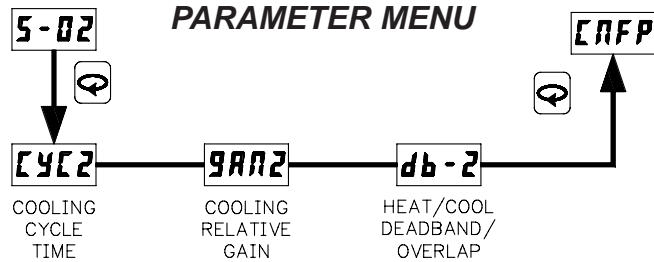 PARAMETER MENU
5-02
CNFP
CYC2
gAN2
db-2
COOLING
CYCLE
TIME
COOLING
RELATIVE
GAIN
HEAT/COOL
DEADBAND/
OVERLAP